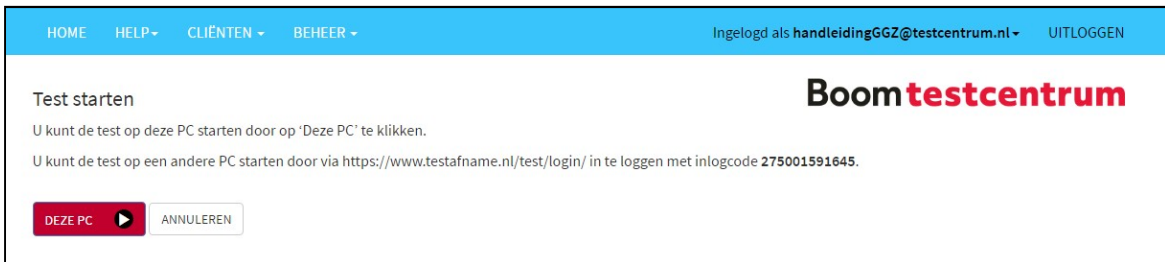 HOME HELP CLIËNTEN BEHEER Ingelogd als handleidingGGZ@testcentrum.nl UITLOGGEN
Boomtestcentrum
Test starten
U kunt de test op deze PC starten door op ‘Deze PC’ te klikken.
U kunt de test op een andere PC starten door via https://www.testafname.nl/test/login/ in te loggen met inlogcode 275001591645.
DEZE PC ANNULEREN